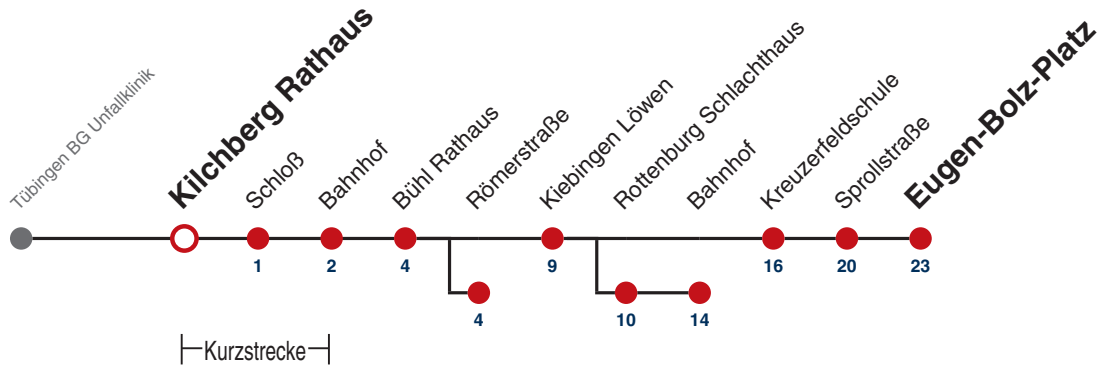 Tübingen BG Unfallklinik
Kilchberg Rathaus
Schloß
Bahnhof
Bühl Rathaus
Römerstraße
Kiebingen Löwen
Rottenburg Schlachthaus
Bahnhof
Kreuzerfeldschule
Sprollstraße
Eugen-Bolz-Platz
1
2
4
9
16
20
23
4
10
14
Kurzstrecke